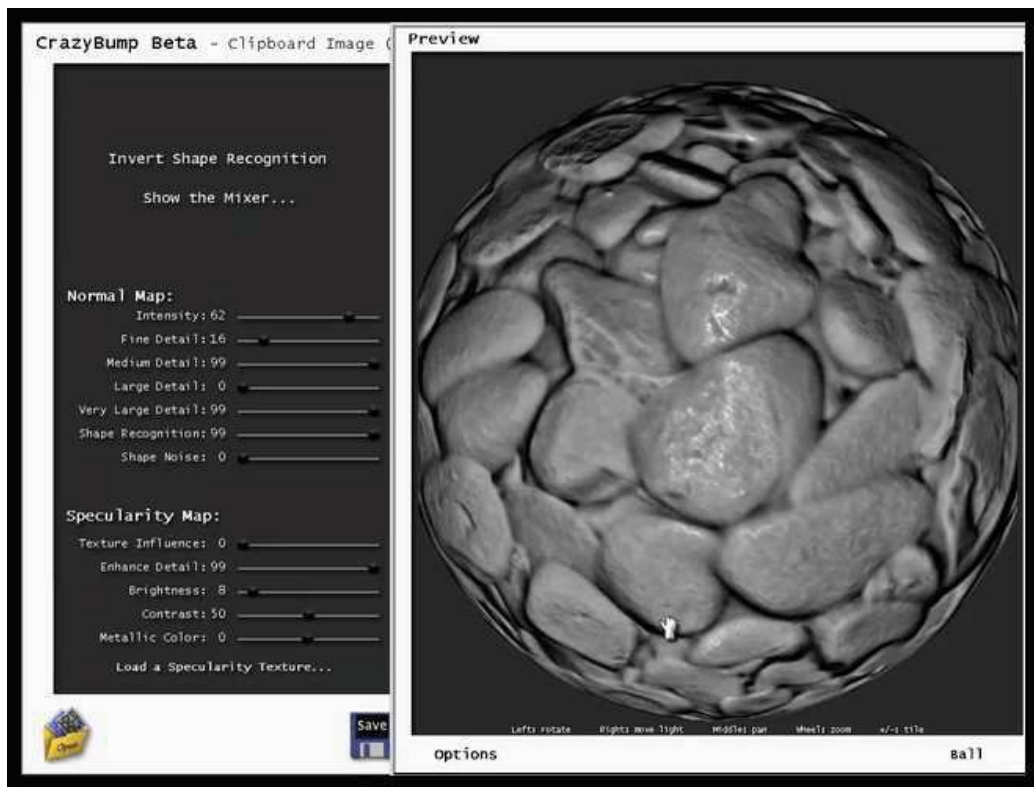 CrazyBump Beta - Clipboard Image (
Preview
Invert Shape Recognition
Show the Mixer...
Normal Map:
Intensity: 62
Fine Detail: 16
Medium Detail: 99
Large Detail: 0
Very Large Detail: 99
Shape Recognition: 99
Shape Noise: 0
Specularity Map:
Texture Influence: 0
Enhance Detail: 99
Brightness: 8
Contrast: 50
Metallic Color: 0
Load a Specularity Texture...
Open
Save
Left: rotate Right: move light Middle: pan Wheel: zoom +/-: tile
Options
Ball